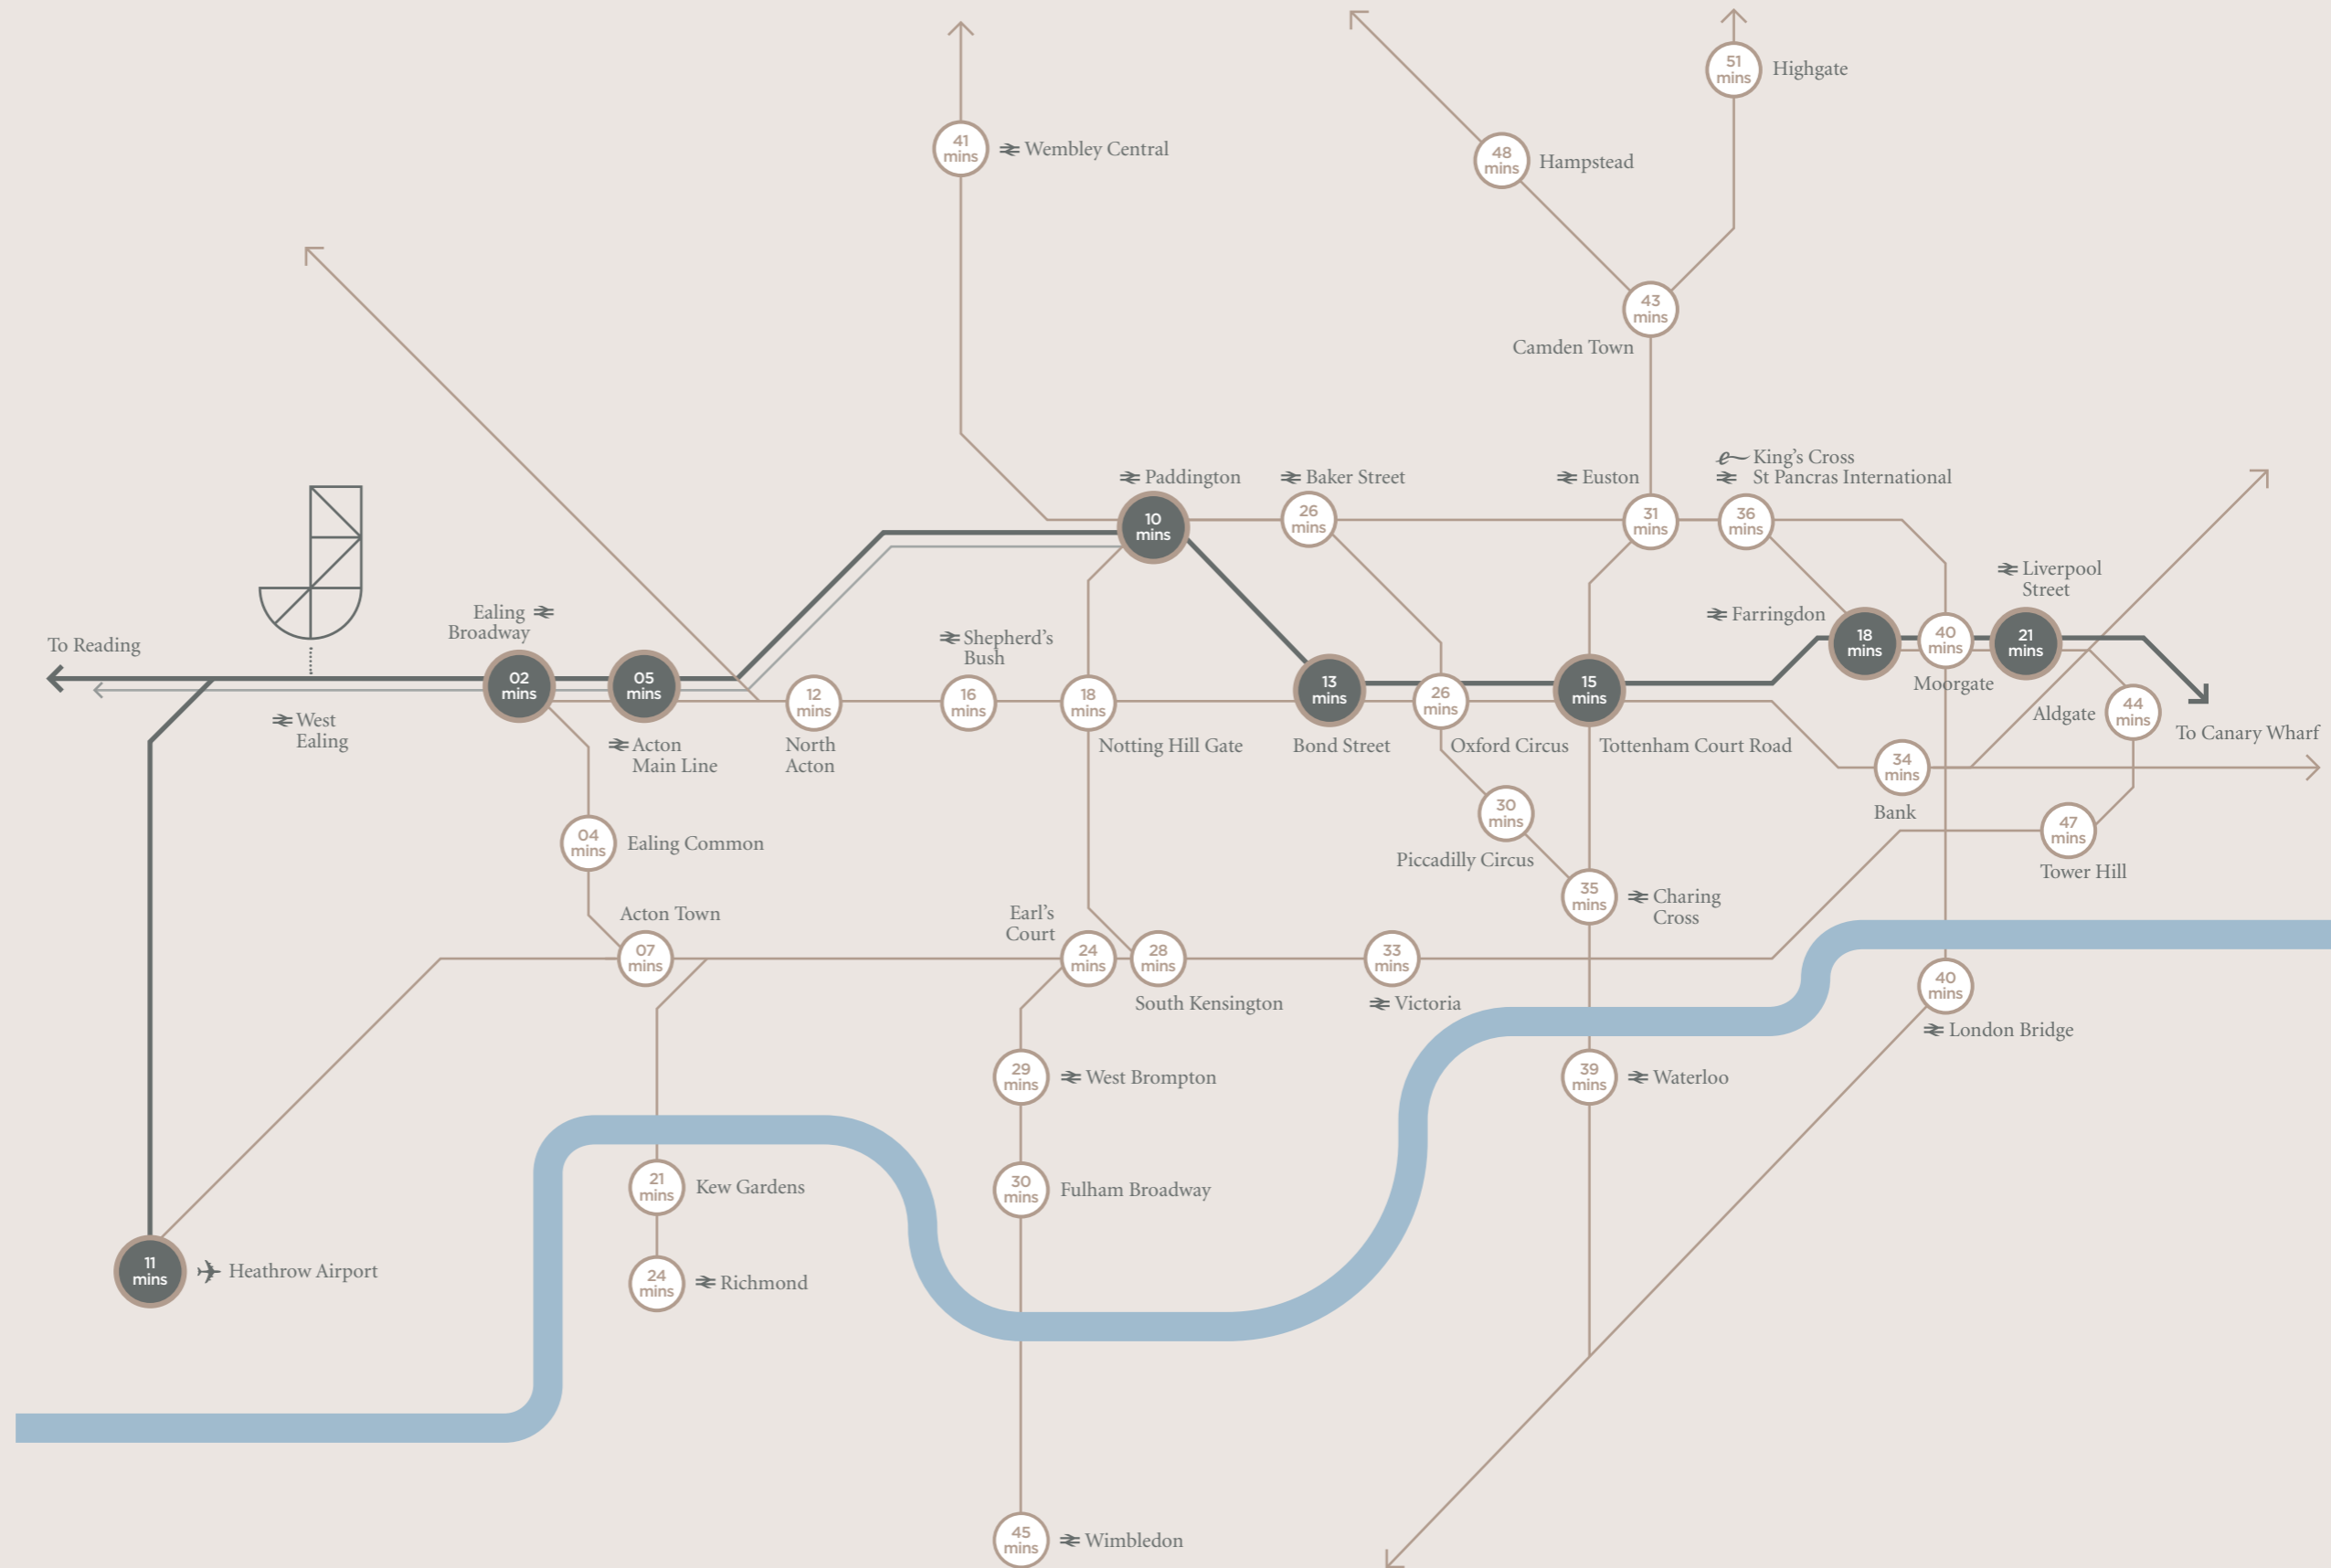 51
mins
Highgate
41
mins
Wembley Central
48
mins
Hampstead
43
mins
Camden Town
Paddington
10
mins
Baker Street
26
mins
Euston
31
mins
King's Cross
St Pancras International
36
mins
Liverpool
Street
21
mins
Farringdon
18
mins
40
mins
Moorgate
To Reading
West
Ealing
Ealing
Broadway
02
mins
05
mins
Acton
Main Line
12
mins
North
Acton
Shepherd's
Bush
16
mins
18
mins
Notting Hill Gate
13
mins
Bond Street
26
mins
Oxford Circus
15
mins
Tottenham Court Road
44
mins
Aldgate
To Canary Wharf
34
mins
Bank
30
mins
Piccadilly Circus
47
mins
Tower Hill
04
mins
Ealing Common
35
mins
Charing
Cross
Acton Town
07
mins
Earl's
Court
24
mins
28
mins
South Kensington
33
mins
Victoria
40
mins
London Bridge
29
mins
West Brompton
39
mins
Waterloo
21
mins
Kew Gardens
30
mins
Fulham Broadway
11
mins
Heathrow Airport
24
mins
Richmond
45
mins
Wimbledon